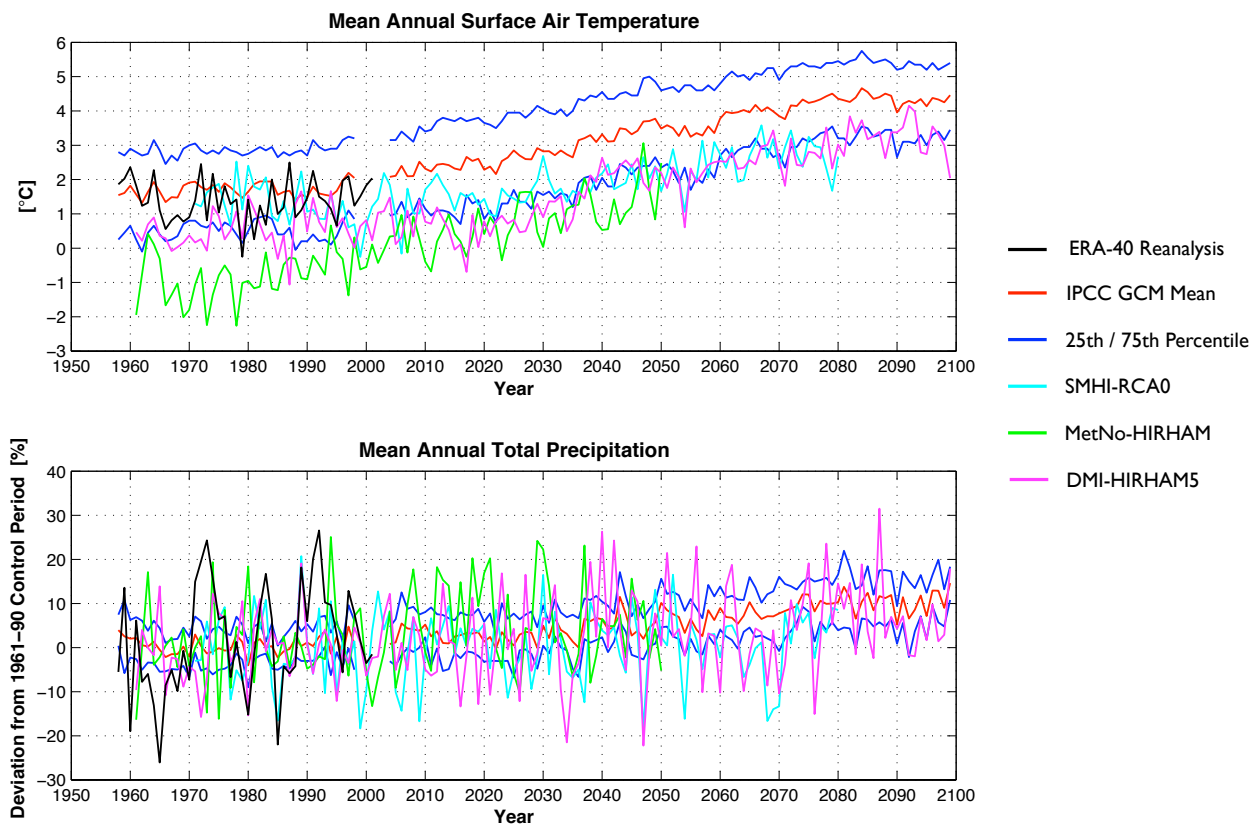 Mean Annual Surface Air Temperature
[°C]
6
5
4
3
2
1
0
−1
−2
−3
1950 1960 1970 1980 1990 2000 2010 2020 2030 2040 2050 2060 2070 2080 2090 2100
Year
ERA-40 Reanalysis
IPCC GCM Mean
25th / 75th Percentile
SMHI-RCA0
MetNo-HIRHAM
DMI-HIRHAM5
Mean Annual Total Precipitation
Deviation from 1961−90 Control Period [%]
40
30
20
10
0
−10
−20
−30
1950 1960 1970 1980 1990 2000 2010 2020 2030 2040 2050 2060 2070 2080 2090 2100
Year